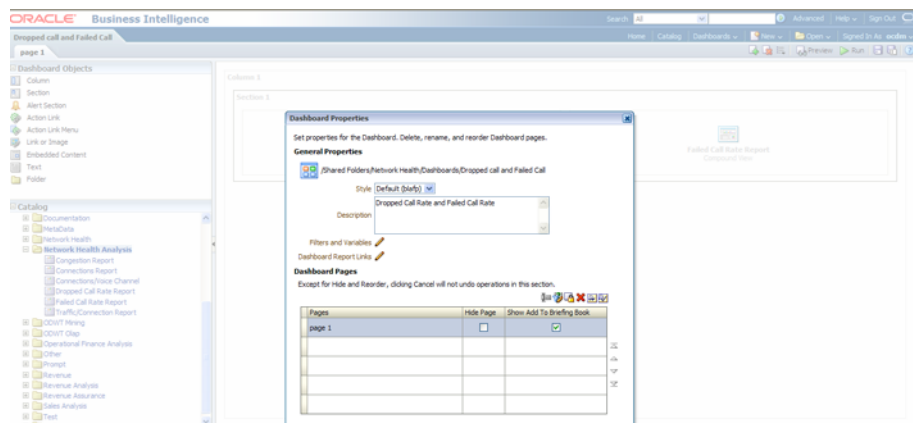 ORACLE Business Intelligence
Search All Advanced Help Sign Out
Dropped call and Failed Call
Home Catalog Dashboards New Open Signed In As ocdm
page 1
Preview Run
Dashboard Objects
Column
Section
Alert Section
Action Link
Action Link Menu
Link or Image
Embedded Content
Text
Folder
Catalog
Documentation
MetaData
Network Health
Network Health Analysis
Congestion Report
Connections Report
Connections/Voice Channel
Dropped Call Rate Report
Failed Call Rate Report
Traffic/Connection Report
ODWT Mining
ODWT Olap
Operational Finance Analysis
Other
Prompt
Revenue
Revenue Analysis
Revenue Assurance
Sales Analysis
Test
Column 1
Section 1
Failed Call Rate Report
Compound View
Dashboard Properties
Set properties for the Dashboard. Delete, rename, and reorder Dashboard pages.
General Properties
/Shared Folders/Network Health/Dashboards/Dropped call and Failed Call
Style Default (blafp)
Description Dropped Call Rate and Failed Call Rate
Filters and Variables
Dashboard Report Links
Dashboard Pages
Except for Hide and Reorder, clicking Cancel will not undo operations in this section.
Pages Hide Page Show Add To Briefing Book
page 1